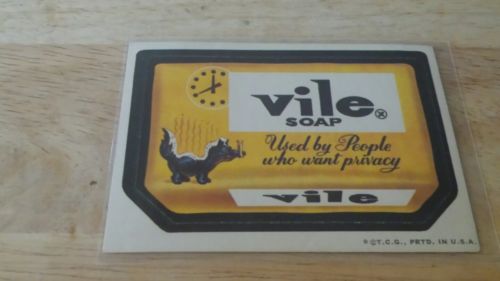 vile®
SOAP
Used by People
who want privacy
vile
© T.C.G., PRTD. IN U.S.A.